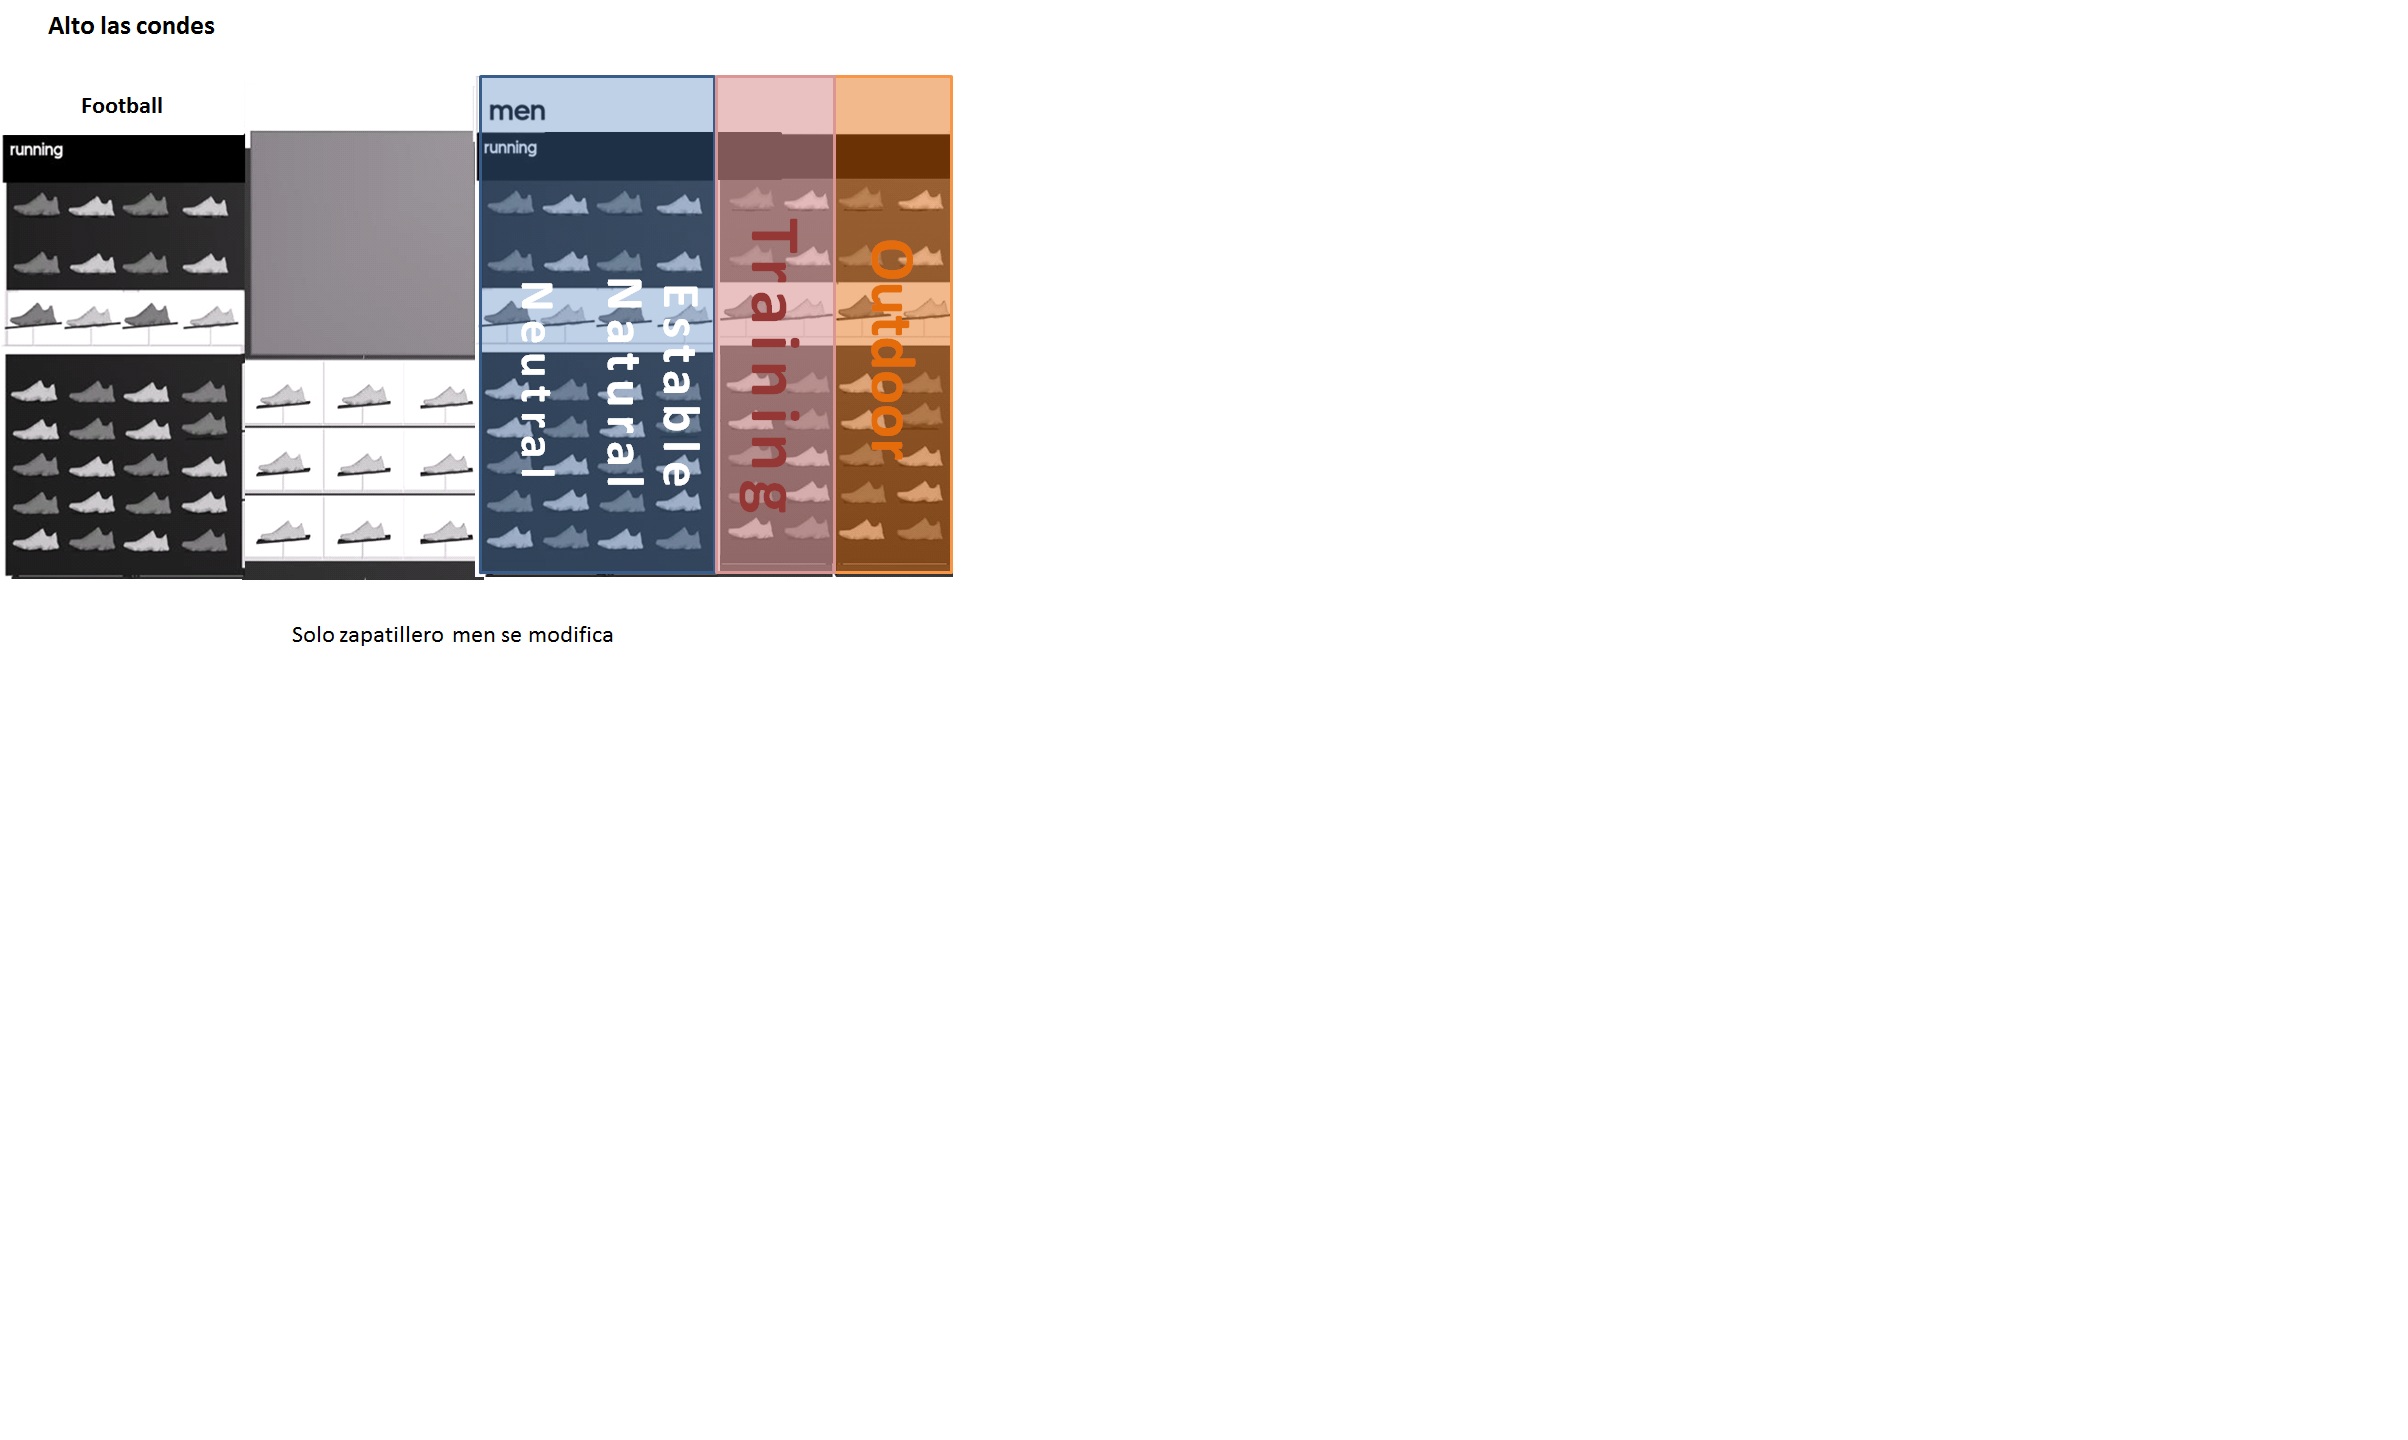 Alto las condes
Football
running
men
running
Neutral
Natural
Estable
Training
Outdoor
Solo zapatillero men se modifica